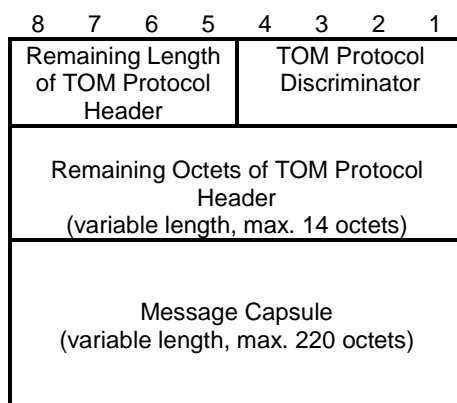 8 7 6 5 4 3 2 1
Remaining Length
of TOM Protocol
Header
TOM Protocol
Discriminator
Remaining Octets of TOM Protocol
Header
(variable length, max. 14 octets)
Message Capsule
(variable length, max. 220 octets)